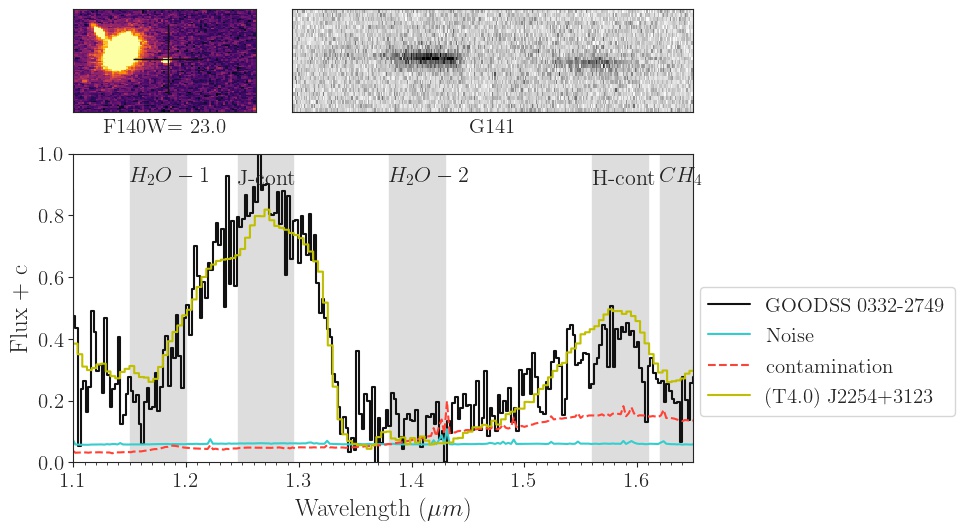 F140W= 23.0
G141
H₂O − 1
J-cont
H₂O − 2
H-cont
CH₄
1.0
0.8
0.6
0.4
0.2
0.0
Flux + c
1.1
1.2
1.3
1.4
1.5
1.6
Wavelength (μm)
GOODSS 0332-2749
Noise
contamination
(T4.0) J2254+3123